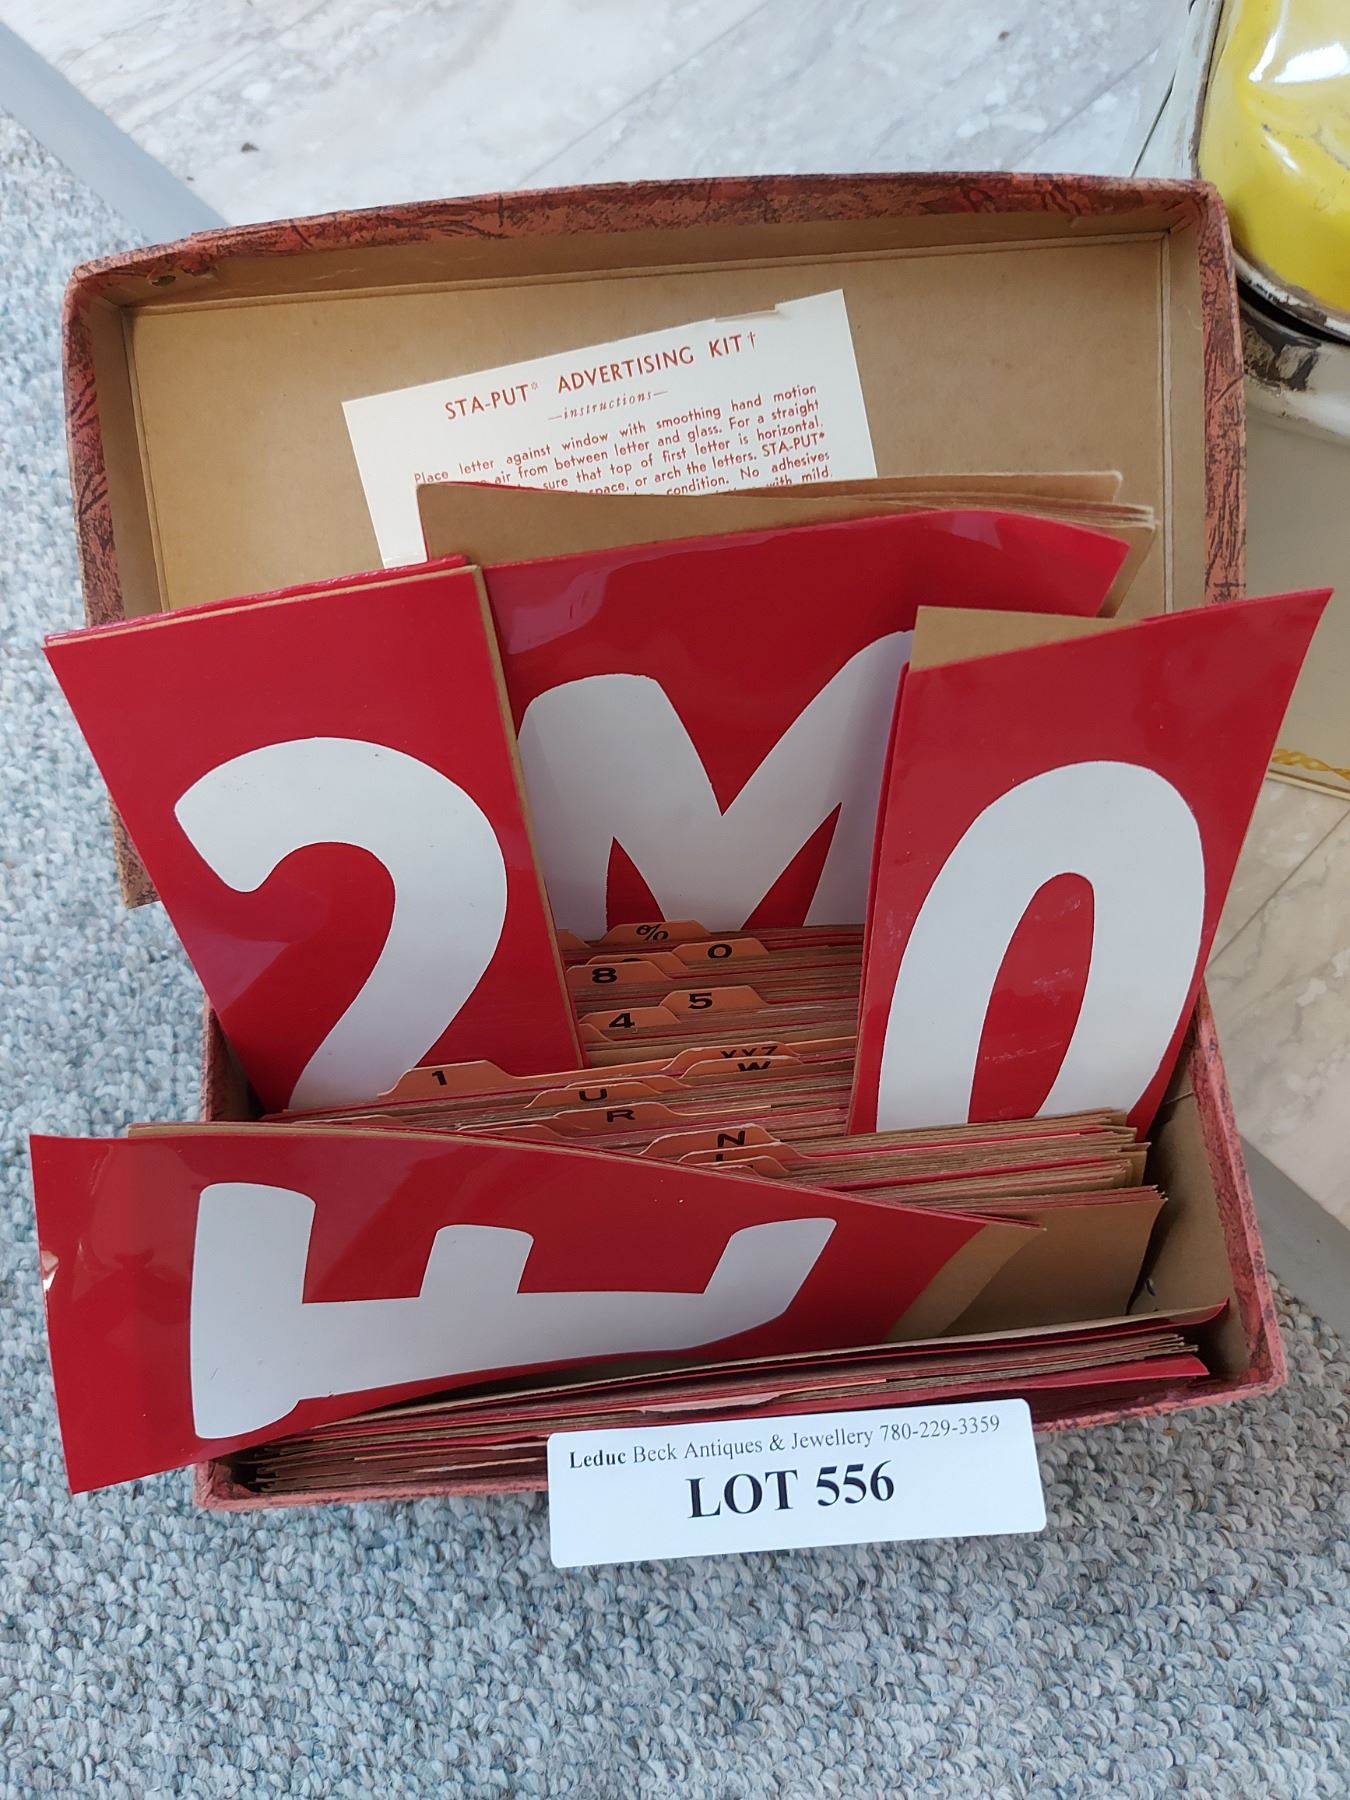 STA-PUT* ADVERTISING KIT†
—instructions—
Place letter against window with smoothing hand motion
air from between letter and glass. For a straight
sure that top of first letter is horizontal.
space, or arch the letters. STA-PUT*
condition. No adhesives
with mild
2
M
0
%
0
8
5
4
XYZ
W
1
U
R
N
E
Leduc Beck Antiques & Jewellery 780-229-3359
LOT 556